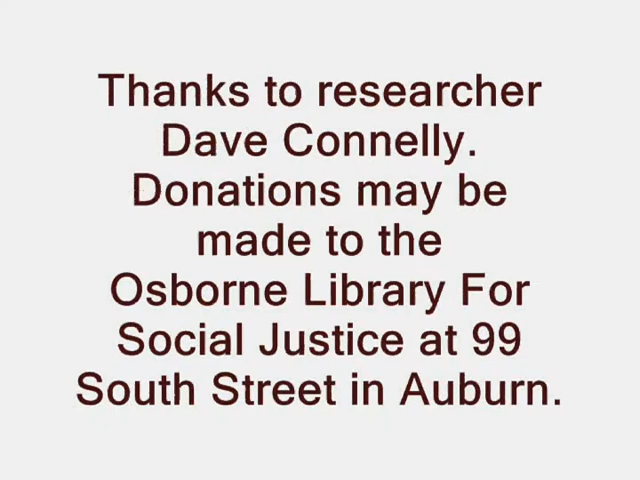 Thanks to researcher
Dave Connelly.
Donations may be
made to the
Osborne Library For
Social Justice at 99
South Street in Auburn.